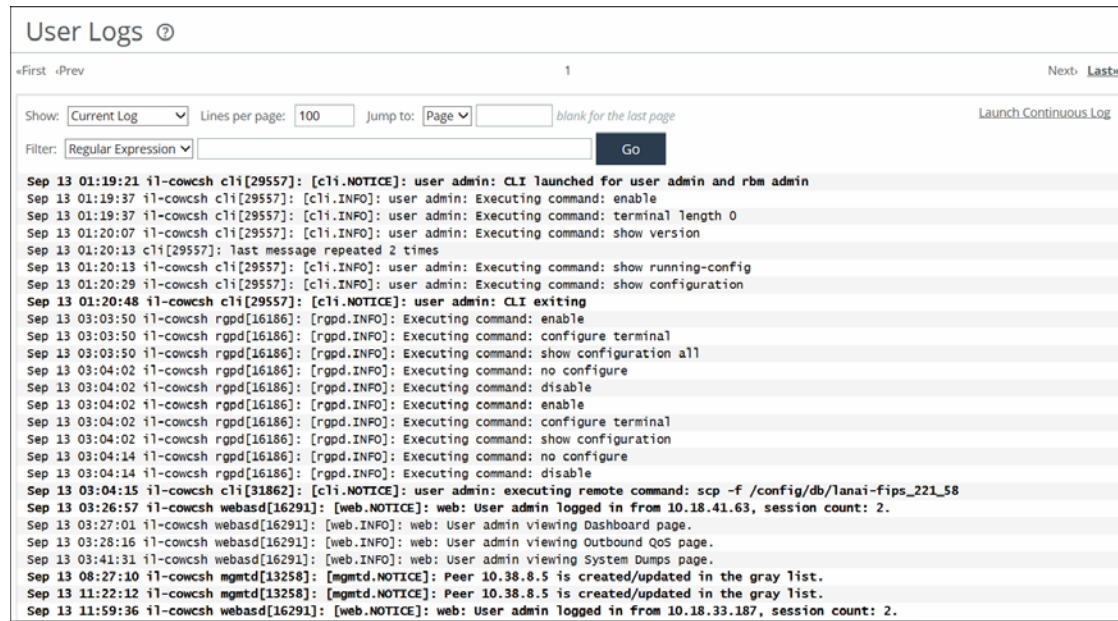 User Logs ?
«First ‹Prev 1 Next› Last»
Show: Current Log Lines per page: 100 Jump to: Page blank for the last page Launch Continuous Log
Filter: Regular Expression Go
Sep 13 01:19:21 il-cowcsh cli[29557]: [cli.NOTICE]: user admin: CLI launched for user admin and rbm admin
Sep 13 01:19:37 il-cowcsh cli[29557]: [cli.INFO]: user admin: Executing command: enable
Sep 13 01:19:37 il-cowcsh cli[29557]: [cli.INFO]: user admin: Executing command: terminal length 0
Sep 13 01:20:07 il-cowcsh cli[29557]: [cli.INFO]: user admin: Executing command: show version
Sep 13 01:20:13 cli[29557]: last message repeated 2 times
Sep 13 01:20:13 il-cowcsh cli[29557]: [cli.INFO]: user admin: Executing command: show running-config
Sep 13 01:20:29 il-cowcsh cli[29557]: [cli.INFO]: user admin: Executing command: show configuration
Sep 13 01:20:48 il-cowcsh cli[29557]: [cli.NOTICE]: user admin: CLI exiting
Sep 13 03:03:50 il-cowcsh rgpd[16186]: [rgpd.INFO]: Executing command: enable
Sep 13 03:03:50 il-cowcsh rgpd[16186]: [rgpd.INFO]: Executing command: configure terminal
Sep 13 03:03:50 il-cowcsh rgpd[16186]: [rgpd.INFO]: Executing command: show configuration all
Sep 13 03:04:02 il-cowcsh rgpd[16186]: [rgpd.INFO]: Executing command: no configure
Sep 13 03:04:02 il-cowcsh rgpd[16186]: [rgpd.INFO]: Executing command: disable
Sep 13 03:04:02 il-cowcsh rgpd[16186]: [rgpd.INFO]: Executing command: enable
Sep 13 03:04:02 il-cowcsh rgpd[16186]: [rgpd.INFO]: Executing command: configure terminal
Sep 13 03:04:02 il-cowcsh rgpd[16186]: [rgpd.INFO]: Executing command: show configuration
Sep 13 03:04:14 il-cowcsh rgpd[16186]: [rgpd.INFO]: Executing command: no configure
Sep 13 03:04:14 il-cowcsh rgpd[16186]: [rgpd.INFO]: Executing command: disable
Sep 13 03:04:15 il-cowcsh cli[31862]: [cli.NOTICE]: user admin: executing remote command: scp -f /config/db/lanai-fips_221_58
Sep 13 03:26:57 il-cowcsh webasd[16291]: [web.NOTICE]: web: User admin logged in from 10.18.41.63, session count: 2.
Sep 13 03:27:01 il-cowcsh webasd[16291]: [web.INFO]: web: User admin viewing Dashboard page.
Sep 13 03:28:16 il-cowcsh webasd[16291]: [web.INFO]: web: User admin viewing Outbound QoS page.
Sep 13 03:41:31 il-cowcsh webasd[16291]: [web.INFO]: web: User admin viewing System Dumps page.
Sep 13 08:27:10 il-cowcsh mgmtd[13258]: [mgmtd.NOTICE]: Peer 10.38.8.5 is created/updated in the gray list.
Sep 13 11:22:12 il-cowcsh mgmtd[13258]: [mgmtd.NOTICE]: Peer 10.38.8.5 is created/updated in the gray list.
Sep 13 11:59:36 il-cowcsh webasd[16291]: [web.NOTICE]: web: User admin logged in from 10.18.33.187, session count: 2.